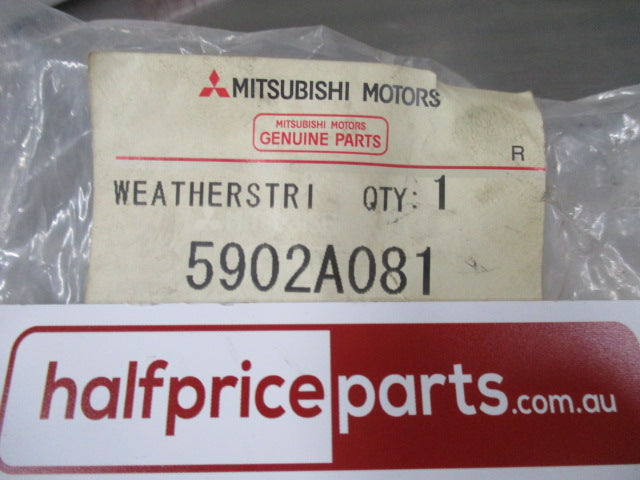 MITSUBISHI MOTORS
MITSUBISHI MOTORS
GENUINE PARTS
R
WEATHERSTRI QTY: 1
5902A081
halfpriceparts.com.au